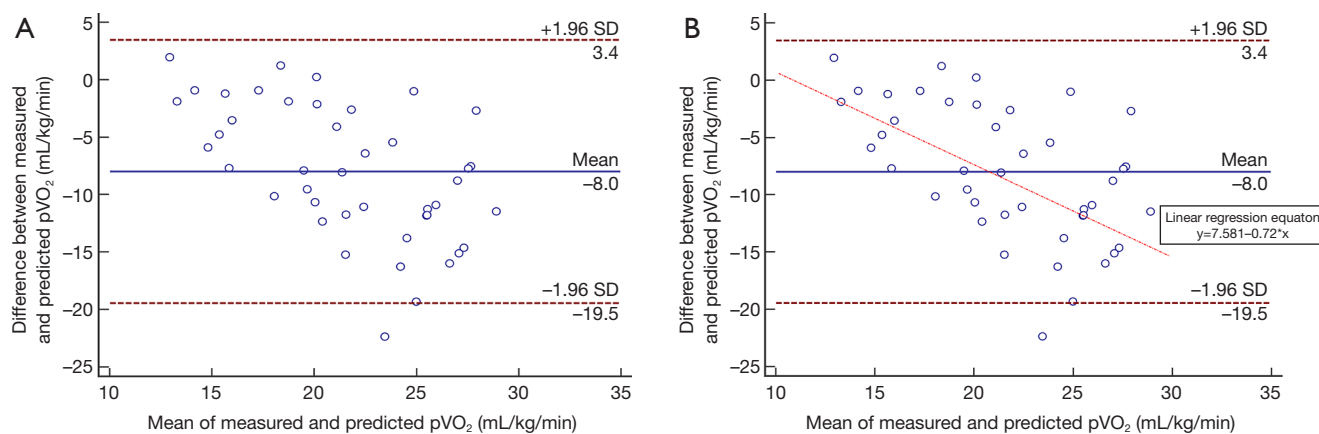 A
Difference between measured
and predicted pVO₂ (mL/kg/min)
5
0
−5
−10
−15
−20
−25
+1.96 SD
3.4
Mean
−8.0
−1.96 SD
−19.5
10 15 20 25 30 35
Mean of measured and predicted pVO₂ (mL/kg/min)
B
Difference between measured
and predicted pVO₂ (mL/kg/min)
5
0
−5
−10
−15
−20
−25
+1.96 SD
3.4
Mean
−8.0
Linear regression equaton
y=7.581–0.72*x
−1.96 SD
−19.5
10 15 20 25 30 35
Mean of measured and predicted pVO₂ (mL/kg/min)